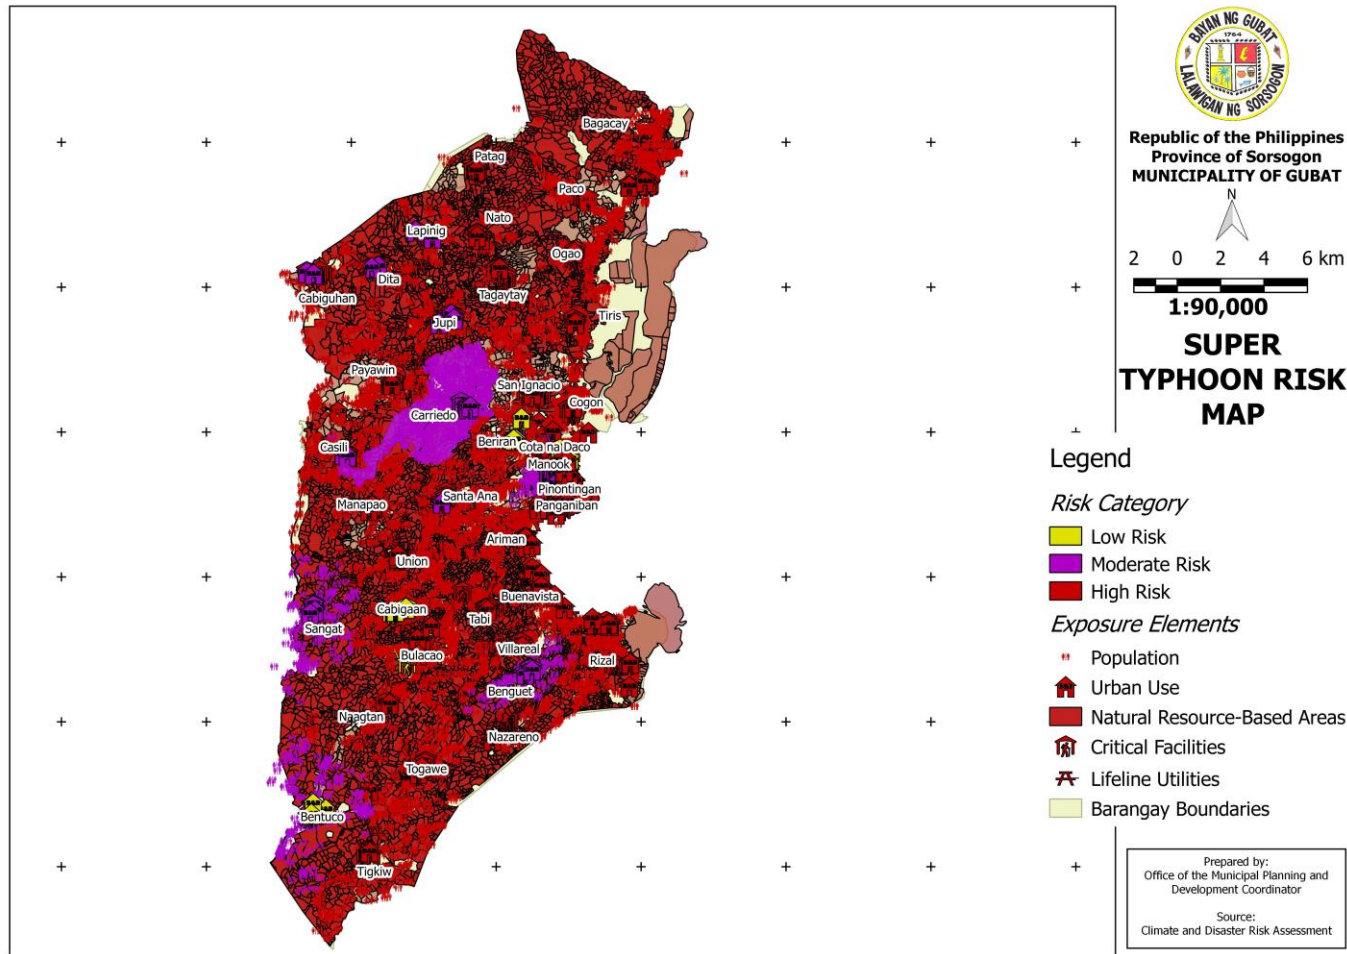 BAYAN NG GUBAT
1764
LALAWIGAN NG SORSOGON
Republic of the Philippines
Province of Sorsogon
MUNICIPALITY OF GUBAT
N
2 0 2 4 6 km
1:90,000
SUPER
TYPHOON RISK
MAP
Legend
Risk Category
Low Risk
Moderate Risk
High Risk
Exposure Elements
Population
Urban Use
Natural Resource-Based Areas
Critical Facilities
Lifeline Utilities
Barangay Boundaries
Prepared by:
Office of the Municipal Planning and
Development Coordinator
Source:
Climate and Disaster Risk Assessment
Bagacay
Patag
Paco
Nato
Lapinig
Ogao
Dita
Cabiguhan
Tagaytay
Tiris
Jupi
Payawin
San Ignacio
Cogon
Carriedo
Beriran
Cota na Daco
Casili
Manook
Pinontingan
Santa Ana
Manapao
Panganiban
Ariman
Union
Buenavista
Cabigaan
Tabi
Sangat
Villareal
Bulacao
Rizal
Benguet
Naagtan
Nazareno
Togawe
Bentuco
Tigkiw